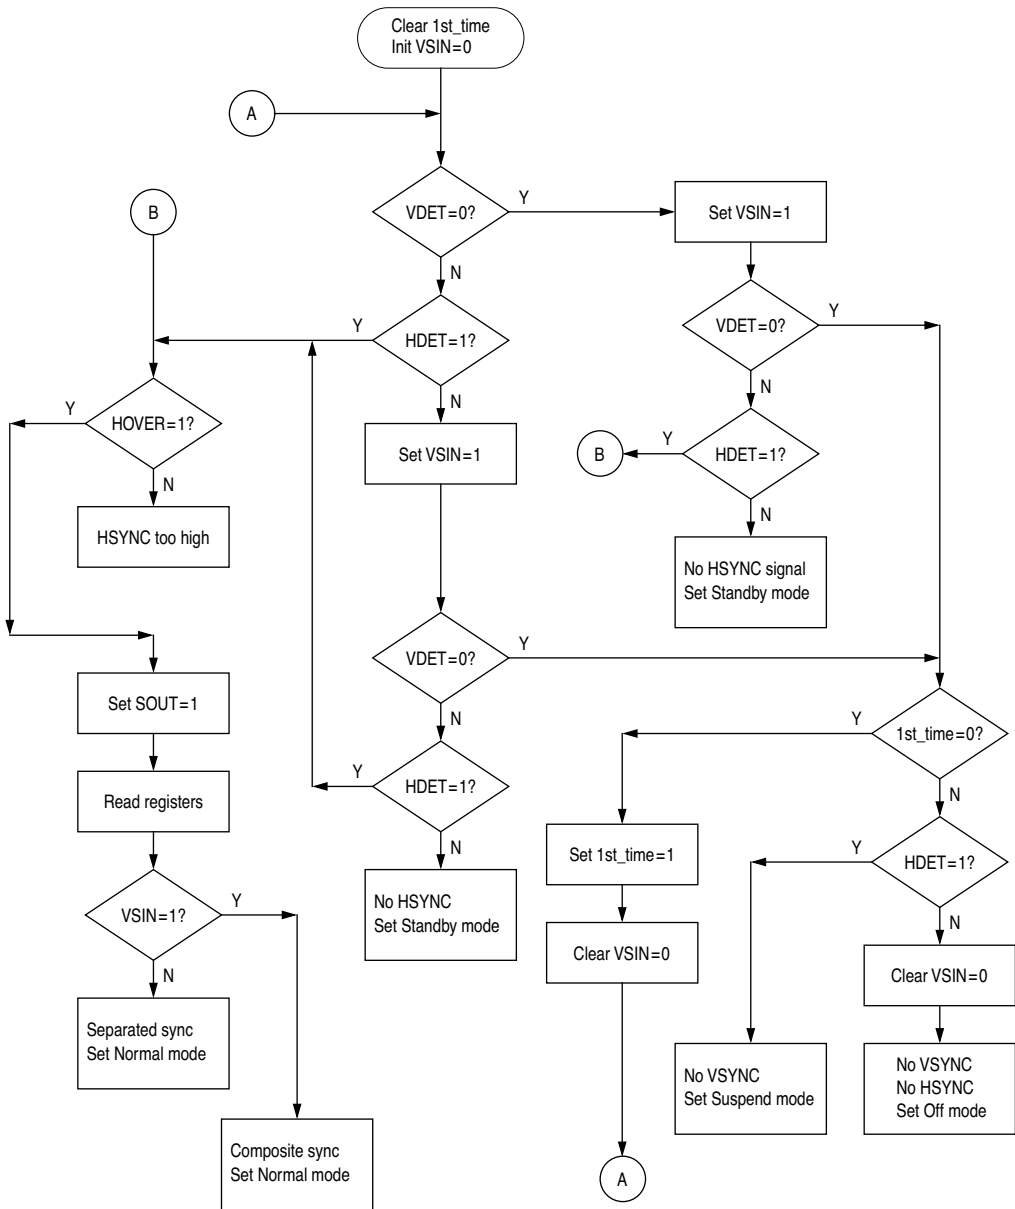 Clear 1st_time
Init VSIN=0
A
B
VDET=0?
Y
Set VSIN=1
N
Y
HDET=1?
N
VDET=0?
Y
N
Y
HOVER=1?
N
HSYNC too high
Set VSIN=1
B
Y
HDET=1?
N
No HSYNC signal
Set Standby mode
VDET=0?
Y
N
Set SOUT=1
Y
1st_time=0?
N
Read registers
Y
HDET=1?
N
Set 1st_time=1
Y
HDET=1?
N
VSIN=1?
Y
N
No HSYNC
Set Standby mode
Clear VSIN=0
Clear VSIN=0
Separated sync
Set Normal mode
No VSYNC
Set Suspend mode
No VSYNC
No HSYNC
Set Off mode
Composite sync
Set Normal mode
A